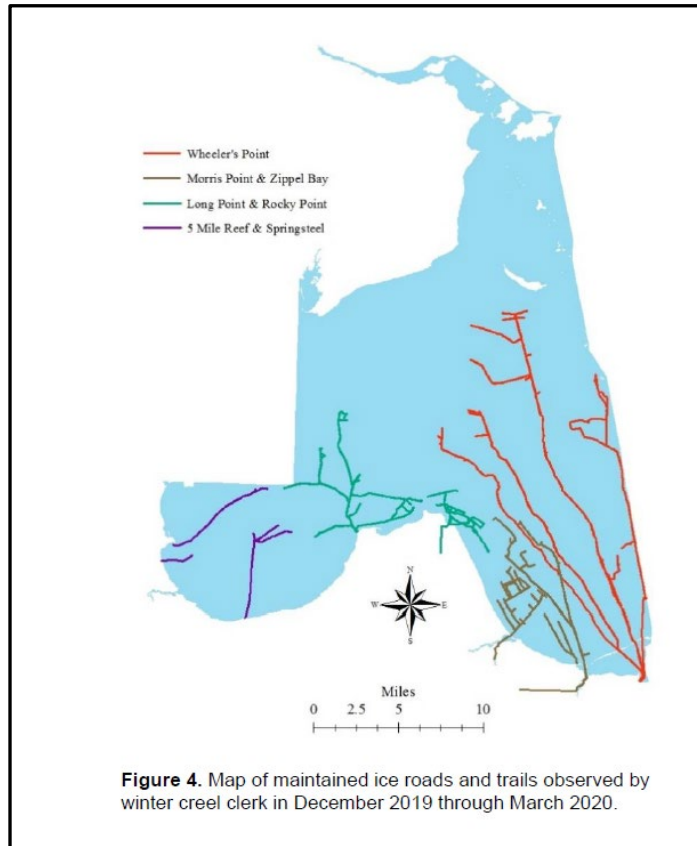 Wheeler's Point
Morris Point & Zippel Bay
Long Point & Rocky Point
5 Mile Reef & Springsteel
N
W E
S
Miles
0 2.5 5 10
Figure 4. Map of maintained ice roads and trails observed by
winter creel clerk in December 2019 through March 2020.